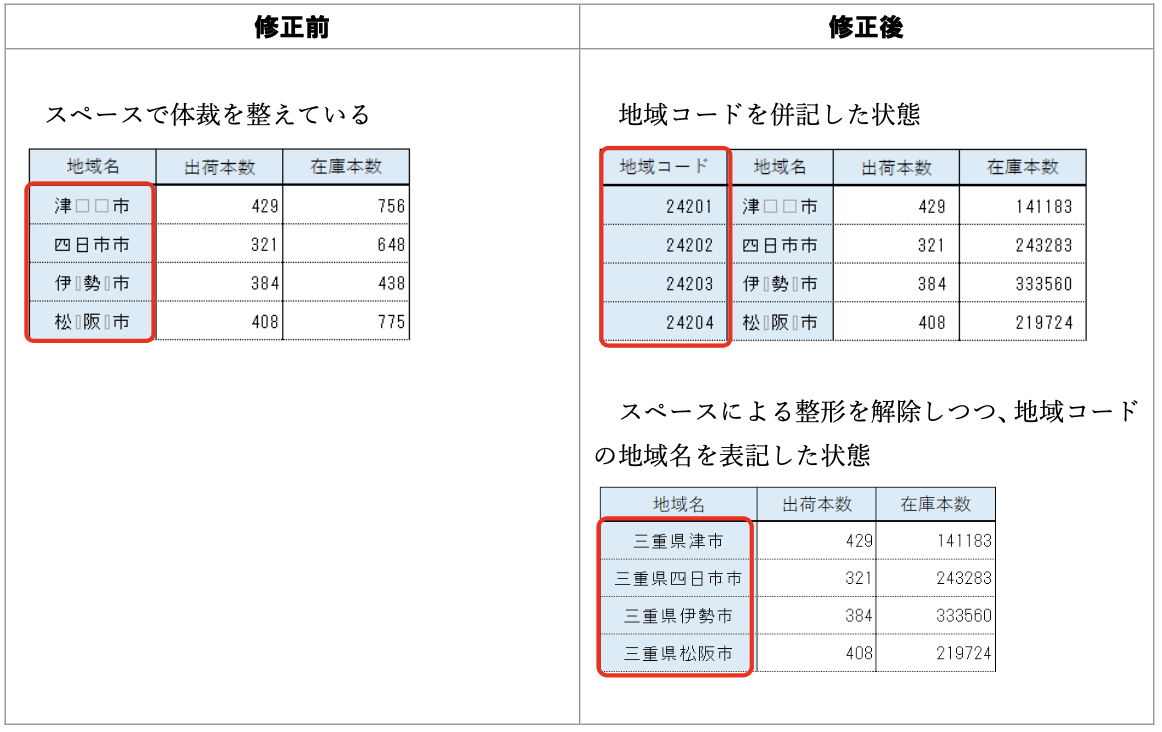 修正前
修正後
スペースで体裁を整えている
地域名 出荷本数 在庫本数
津□□市 429 756
四日市市 321 648
伊▯勢▯市 384 438
松▯阪▯市 408 775
地域コードを併記した状態
地域コード 地域名 出荷本数 在庫本数
24201 津□□市 429 141183
24202 四日市市 321 243283
24203 伊▯勢▯市 384 333560
24204 松▯阪▯市 408 219724
スペースによる整形を解除しつつ、地域コード
の地域名を表記した状態
地域名 出荷本数 在庫本数
三重県津市 429 141183
三重県四日市市 321 243283
三重県伊勢市 384 333560
三重県松阪市 408 219724